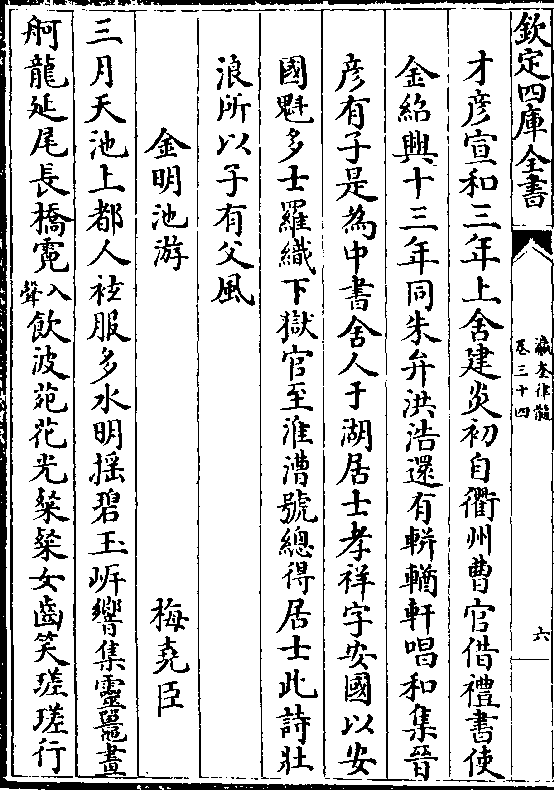 欽定四庫全書
瀛奎律髓
卷三十四
六
才彦宣和三年上舍建炎初自衢州曹官借禮書使
金紹興十三年同朱弁洪浩還有輧輶軒唱和集晉
彦有子是為中書舍人于湖居士孝祥字安國以安
國魁多士羅織下獄官至淮漕號總得居士此詩壯
浪所以子有父風
金明池游
梅堯臣
三月天池上都人袨服多水明摇碧玉岍響集靈鼉畫
舸龍延尾長橋霓入聲飲波苑花光粲粲女齒笑瑳瑳行